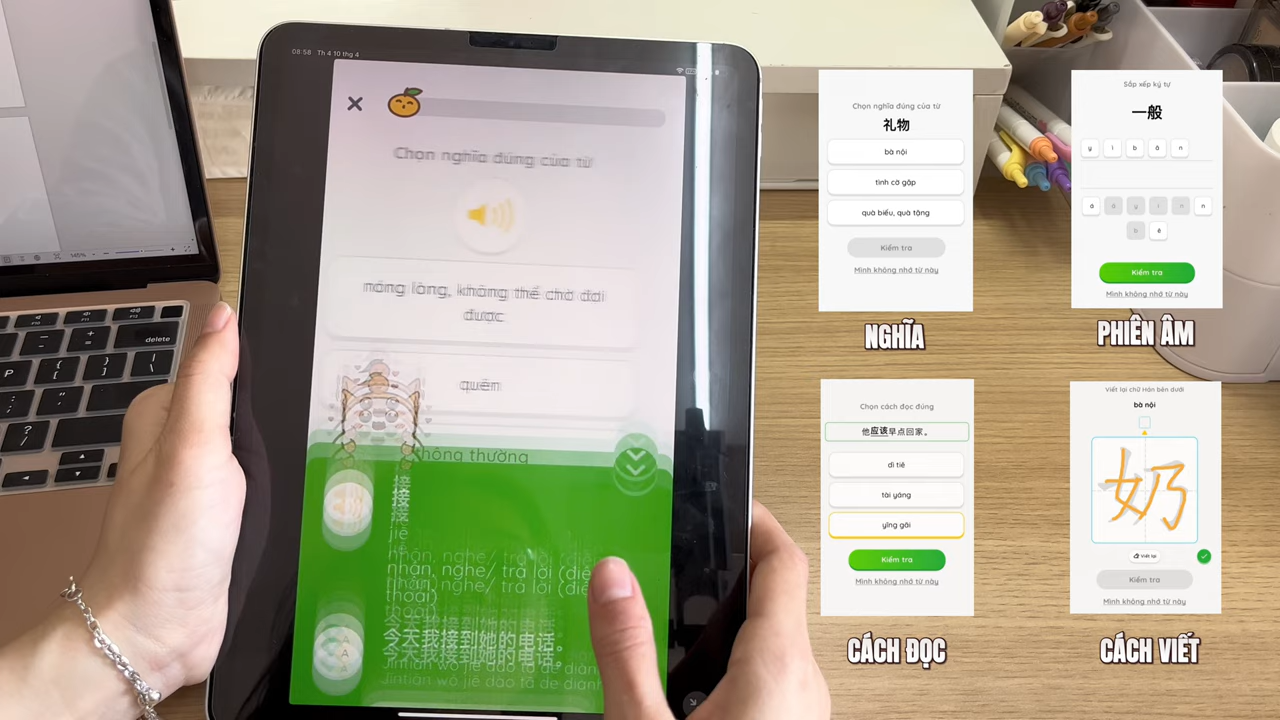 08:58 Th 4 10 thg 4
Chọn nghĩa đúng của từ
nóng lòng, không thể chờ đợi
được
quên
không thường
接
jiē
nhận, nghe/ trả lời (điện
thoại)
今天我接到她的电话。
Jīntiān wǒ jiē dào tā de diàn
delete
Chọn nghĩa đúng của từ
礼物
bà nội
tình cờ gặp
quà biếu, quà tặng
Kiểm tra
Mình không nhớ từ này
NGHĨA
Sắp xếp ký tự
一般
y
ì
b
ā
n
Kiểm tra
Mình không nhớ từ này
PHIÊN ÂM
Chọn cách đọc đúng
他应该早点回家。
dì tiě
tài yáng
yīng gāi
Kiểm tra
Mình không nhớ từ này
CÁCH ĐỌC
Viết lại chữ Hán bên dưới
bà nội
奶
Viết lại
Kiểm tra
Mình không nhớ từ này
CÁCH VIẾT